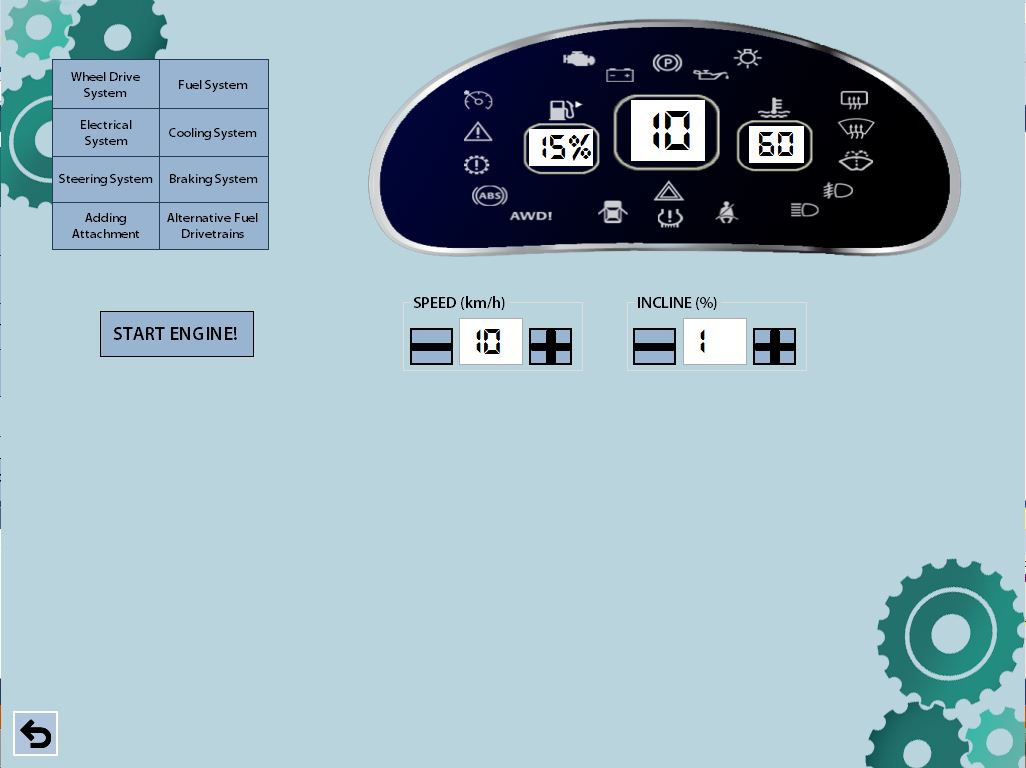 Wheel Drive
System
Fuel System
Electrical
System
Cooling System
Steering System
Braking System
Adding
Attachment
Alternative Fuel
Drivetrains
START ENGINE!
P
15%
10
60
ABS
AWD!
SPEED (km/h)
10
INCLINE (%)
1